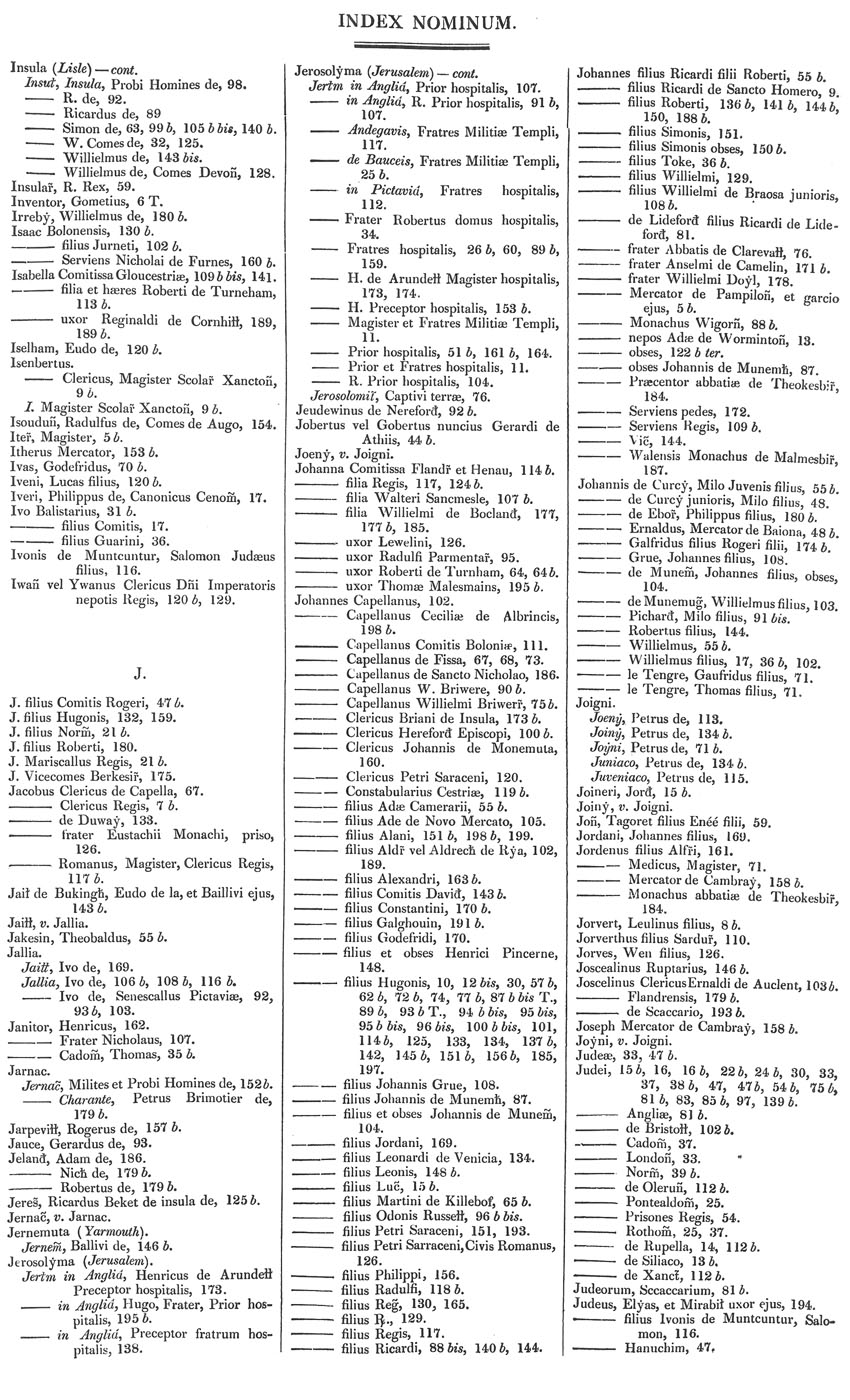 INDEX NOMINUM.
Insula (Lisle) — cont.
Insul̃, Insula, Probi Homines de, 98.
—— R. de, 92.
—— Ricardus de, 89
—— Simon de, 63, 99 b, 105 b bis, 140 b.
—— W. Comes de, 32, 125.
—— Willielmus de, 143 bis.
—— Willielmus de, Comes Devoñ, 128.
Insular̃, R. Rex, 59.
Inventor, Gometius, 6 T.
Irrebẏ, Willielmus de, 180 b.
Isaac Bolonensis, 130 b.
—— filius Jurneti, 102 b.
—— Serviens Nicholai de Furnes, 160 b.
Isabella Comitissa Gloucestriæ, 109 b bis, 141.
—— filia et hæres Roberti de Turneham,
113 b.
—— uxor Reginaldi de Cornhiłł, 189,
189 b.
Iselham, Eudo de, 120 b.
Isenbertus.
—— Clericus, Magister Scolar̃ Xanctoñ,
9 b.
I. Magister Scolar̃ Xanctoñ, 9 b.
Isouduñ, Radulfus de, Comes de Augo, 154.
Iter̃, Magister, 5 b.
Itherus Mercator, 153 b.
Ivas, Godefridus, 70 b.
Iveni, Lucas filius, 120 b.
Iveri, Philippus de, Canonicus Cenom̃, 17.
Ivo Balistarius, 31 b.
—— filius Comitis, 17.
—— filius Guarini, 36.
Ivonis de Muntcuntur, Salomon Judæus
filius, 116.
Iwañ vel Ywanus Clericus Dñi Imperatoris
nepotis Regis, 120 b, 129.
J.
J. filius Comitis Rogeri, 47 b.
J. filius Hugonis, 132, 159.
J. filius Norm̃, 21 b.
J. filius Roberti, 180.
J. Mariscallus Regis, 21 b.
J. Vicecomes Berkesir̃, 175.
Jacobus Clericus de Capella, 67.
—— Clericus Regis, 7 b.
—— de Duwaẏ, 133.
—— frater Eustachii Monachi, priso,
126.
—— Romanus, Magister, Clericus Regis,
117 b.
Jaił de Bukingħ, Eudo de la, et Baillivi ejus,
143 b.
Jaiłł, v. Jallia.
Jakesin, Theobaldus, 55 b.
Jallia.
Jaiłł, Ivo de, 169.
Jallia, Ivo de, 106 b, 108 b, 116 b.
—— Ivo de, Senescallus Pictaviæ, 92,
93 b, 103.
Janitor, Henricus, 162.
—— Frater Nicholaus, 107.
—— Cadom̃, Thomas, 35 b.
Jarnac.
Jernac̃, Milites et Probi Homines de, 152 b.
—— Charante, Petrus Brimotier de,
179 b.
Jarpeviłł, Rogerus de, 157 b.
Jauce, Gerardus de, 93.
Jelanđ, Adam de, 186.
—— Nicħ de, 179 b.
—— Robertus de, 179 b.
Jeres̃, Ricardus Beket de insula de, 125 b.
Jernac̃, v. Jarnac.
Jernemuta (Yarmouth).
Jernem̃, Ballivi de, 146 b.
Jerosolẏma (Jerusalem).
Jerłm in Angliâ, Henricus de Arundełł
Preceptor hospitalis, 173.
—— in Angliâ, Hugo, Frater, Prior hos-
pitalis, 195 b.
—— in Angliâ, Preceptor fratrum hos-
pitalis, 138.
Jerosolẏma (Jerusalem) — cont.
Jerłm in Angliâ, Prior hospitalis, 107.
—— in Angliâ, R. Prior hospitalis, 91 b,
107.
—— Andegavis, Fratres Militiæ Templi,
117.
—— de Bauceis, Fratres Militiæ Templi,
25 b.
—— in Pictaviâ, Fratres hospitalis,
112.
—— Frater Robertus domus hospitalis,
34.
—— Fratres hospitalis, 26 b, 60, 89 b,
159.
—— H. de Arundełł Magister hospitalis,
173, 174.
—— H. Preceptor hospitalis, 153 b.
—— Magister et Fratres Militiæ Templi,
11.
—— Prior hospitalis, 51 b, 161 b, 164.
—— Prior et Fratres hospitalis, 11.
—— R. Prior hospitalis, 104.
Jerosolomir̃, Captivi terræ, 76.
Jeudewinus de Nereforđ, 92 b.
Jobertus vel Gobertus nuncius Gerardi de
Athiis, 44 b.
Joenẏ, v. Joigni.
Johanna Comitissa Flandr̃ et Henau, 114 b.
—— filia Regis, 117, 124 b.
—— filia Walteri Sancmesle, 107 b.
—— filia Willielmi de Boclanđ, 177,
177 b, 185.
—— uxor Lewelini, 126.
—— uxor Radulfi Parmentar̃, 95.
—— uxor Roberti de Turnham, 64, 64 b.
—— uxor Thomæ Malesmains, 195 b.
Johannes Capellanus, 102.
—— Capellanus Ceciliæ de Albrincis,
198 b.
—— Capellanus Comitis Boloniæ, 111.
—— Capellanus de Fissa, 67, 68, 73.
—— Capellanus de Sancto Nicholao, 186.
—— Capellanus W. Briwere, 90 b.
—— Capellanus Willielmi Briwer̃, 75 b.
—— Clericus Briani de Insula, 173 b.
—— Clericus Hereforđ Episcopi, 100 b.
—— Clericus Johannis de Monemuta,
160.
—— Clericus Petri Saraceni, 120.
—— Constabularius Cestriæ, 119 b.
—— filius Adæ Camerarii, 55 b.
—— filius Ade de Novo Mercato, 105.
—— filius Alani, 151 b, 198 b, 199.
—— filius Aldr̃ vel Aldrecħ de Rẏa, 102,
189.
—— filius Alexandri, 163 b.
—— filius Comitis Daviđ, 143 b.
—— filius Constantini, 170 b.
—— filius Galghouin, 191 b.
—— filius Godefridi, 170.
—— filius et obses Henrici Pincerne,
148.
—— filius Hugonis, 10, 12 bis, 30, 57 b,
62 b, 72 b, 74, 77 b, 87 b bis T.,
89 b, 93 b T., 94 b bis, 95 bis,
95 b bis, 96 bis, 100 b bis, 101,
114 b, 125, 133, 134, 137 b,
142, 145 b, 151 b, 156 b, 185,
197.
—— filius Johannis Grue, 108.
—— filius Johannis de Munemħ, 87.
—— filius et obses Johannis de Munem̃,
104.
—— filius Jordani, 169.
—— filius Leonardi de Venicia, 134.
—— filius Leonis, 148 b.
—— filius Luc̃, 15 b.
—— filius Martini de Killebof, 65 b.
—— filius Odonis Russełł, 96 b bis.
—— filius Petri Saraceni, 151, 193.
—— filius Petri Sarraceni, Civis Romanus,
126.
—— filius Philippi, 156.
—— filius Radulfi, 118 b.
—— filius Reg̃, 130, 165.
—— filius ℞., 129.
—— filius Regis, 117.
—— filius Ricardi, 88 bis, 140 b, 144.
Johannes filius Ricardi filii Roberti, 55 b.
—— filius Ricardi de Sancto Homero, 9.
—— filius Roberti, 136 b, 141 b, 144 b,
150, 188 b.
—— filius Simonis, 151.
—— filius Simonis obses, 150 b.
—— filius Toke, 36 b.
—— filius Willielmi, 129.
—— filius Willielmi de Braosa junioris,
108 b.
—— de Lideforđ filius Ricardi de Lide-
forđ, 81.
—— frater Abbatis de Clarevałł, 76.
—— frater Anselmi de Camelin, 171 b.
—— frater Willielmi Doẏl, 178.
—— Mercator de Pampiloñ, et garcio
ejus, 5 b.
—— Monachus Wigorñ, 88 b.
—— nepos Adæ de Wormintoñ, 13.
—— obses, 122 b ter.
—— obses Johannis de Munemħ, 87.
—— Præcentor abbatiæ de Theokesbir̃,
184.
—— Serviens pedes, 172.
—— Serviens Regis, 109 b.
—— Vic̃, 144.
—— Walensis Monachus de Malmesbir̃,
187.
Johannis de Curcẏ, Milo Juvenis filius, 55 b.
—— de Curcẏ junioris, Milo filius, 48.
—— de Ebor̃, Philippus filius, 180 b.
—— Ernaldus, Mercator de Baiona, 48 b.
—— Galfridus filius Rogeri filii, 174 b.
—— Grue, Johannes filius, 108.
—— de Munem̃, Johannes filius, obses,
104.
—— de Munemug̃, Willielmus filius, 103.
—— Picharđ, Milo filius, 91 bis.
—— Robertus filius, 144.
—— Willielmus, 55 b.
—— Willielmus filius, 17, 36 b, 102.
—— le Tengre, Gaufridus filius, 71.
—— le Tengre, Thomas filius, 71.
Joigni.
Joenẏ, Petrus de, 113.
Joinẏ, Petrus de, 134 b.
Joẏni, Petrus de, 71 b.
Juniaco, Petrus de, 134 b.
Juveniaco, Petrus de, 115.
Joineri, Jorđ, 15 b.
Joinẏ, v. Joigni.
Joñ, Tagoret filius Enéé filii, 59.
Jordani, Johannes filius, 169.
Jordenus filius Alfr̃i, 161.
—— Medicus, Magister, 71.
—— Mercator de Cambraẏ, 158 b.
—— Monachus abbatiæ de Theokesbir̃,
184.
Jorvert, Leulinus filius, 8 b.
Jorverthus filius Sardur̃, 110.
Jorves, Wen filius, 126.
Joscealinus Ruptarius, 146 b.
Joscelinus Clericus Ernaldi de Auclent, 103 b.
—— Flandrensis, 179 b.
—— de Scaccario, 193 b.
Joseph Mercator de Cambraẏ, 158 b.
Joẏni, v. Joigni.
Judeæ, 33, 47 b.
Judei, 15 b, 16, 16 b, 22 b, 24 b, 30, 33,
37, 38 b, 47, 47 b, 54 b, 75 b,
81 b, 83, 85 b, 97, 139 b.
—— Angliæ, 81 b.
—— de Bristołł, 102 b.
—— Cadom̃, 37.
—— Londoñ, 33.
—— Norm̃, 39 b.
—— de Oleruñ, 112 b.
—— Pontealdom̃, 25.
—— Prisones Regis, 54.
—— Rothom̃, 25, 37.
—— de Rupella, 14, 112 b.
—— de Siliaco, 13 b.
—— de Xanct̃, 112 b.
Judeorum, Sccaccarium, 81 b.
Judeus, Elẏas, et Mirabił uxor ejus, 194.
—— filius Ivonis de Muntcuntur, Salo-
mon, 116.
—— Hanuchim, 47.